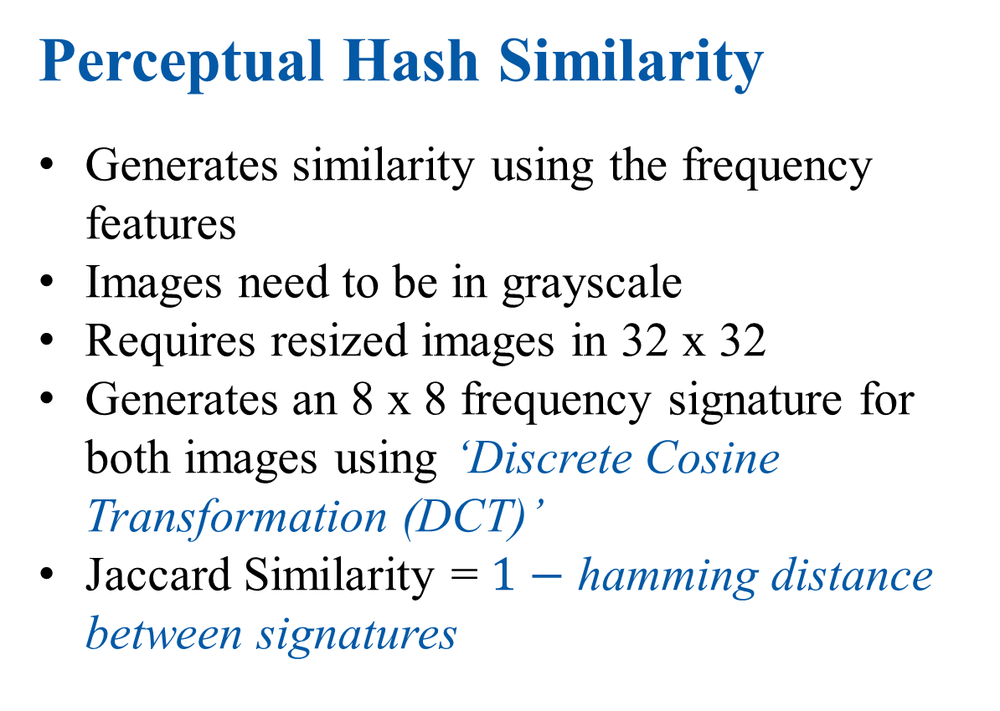 Perceptual Hash Similarity
• Generates similarity using the frequency
features
• Images need to be in grayscale
• Requires resized images in 32 x 32
• Generates an 8 x 8 frequency signature for
both images using ‘Discrete Cosine
Transformation (DCT)’
• Jaccard Similarity = 1 − hamming distance
between signatures